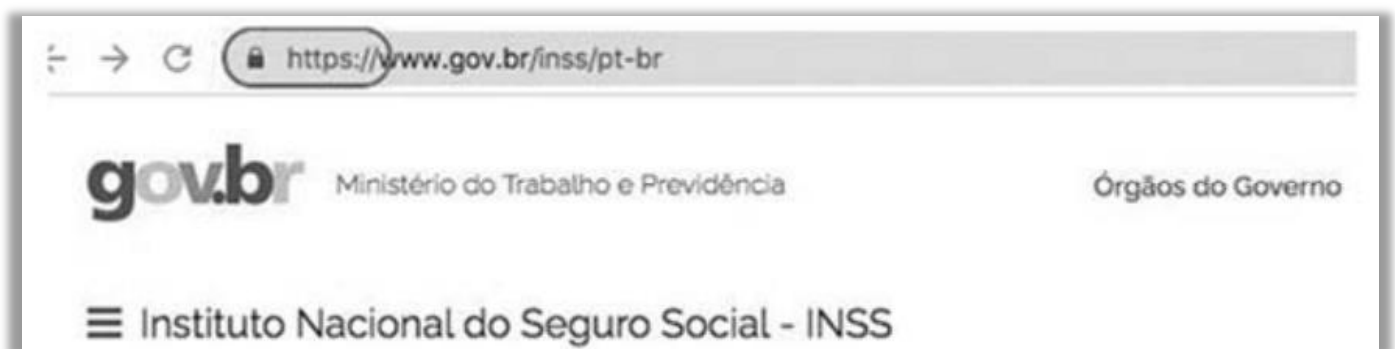 https://www.gov.br/inss/pt-br
gov.br Ministério do Trabalho e Previdência Órgãos do Governo
Instituto Nacional do Seguro Social - INSS